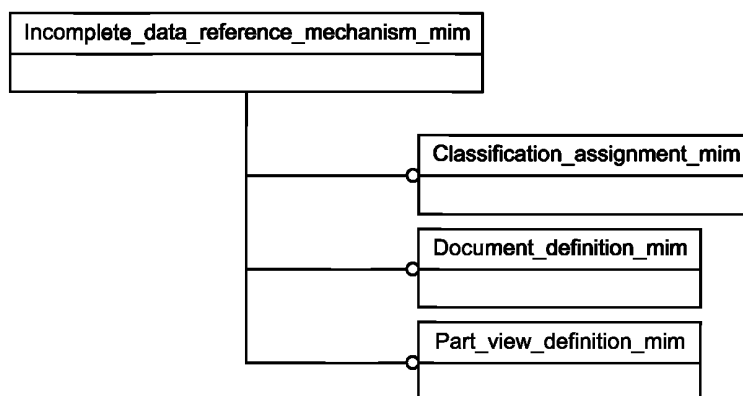 Incomplete_data_reference_mechanism_mim
Classification_assignment_mim
Document_definition_mim
Part_view_definition_mim